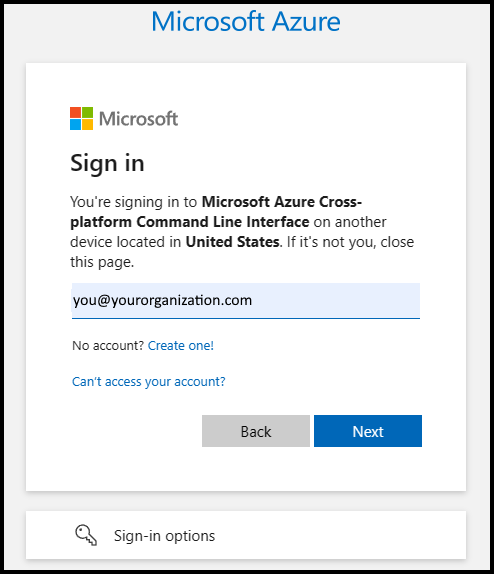 Microsoft Azure
Microsoft
Sign in
You're signing in to Microsoft Azure Cross-
platform Command Line Interface on another
device located in United States. If it's not you, close
this page.
you@yourorganization.com
No account? Create one!
Can't access your account?
Back Next
Sign-in options